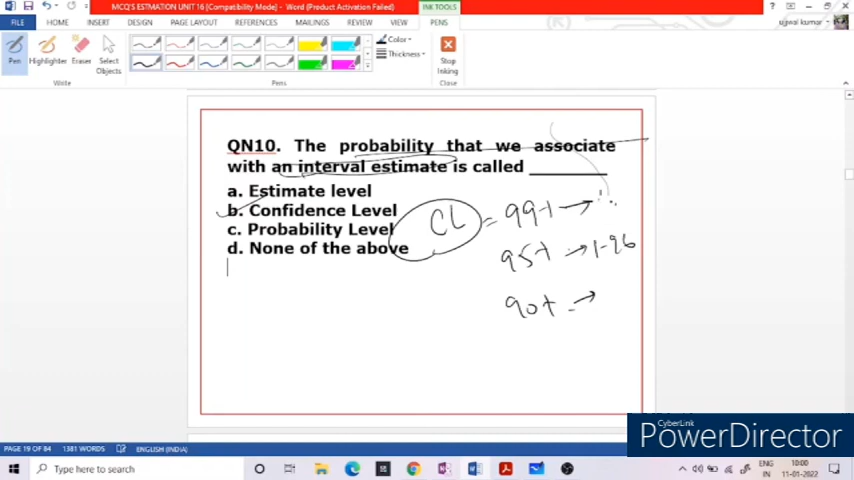 MCQ'S ESTMATION UNIT 16 [Compatibility Mode] - Word (Product Activation Failed)
INK TOOLS
FILE HOME INSERT DESIGN PAGE LAYOUT REFERENCES MAILINGS REVIEW VIEW PENS
ujjwal kumar
Pen Highlighter Eraser Select Objects
Color
Thickness
Stop Inking
Write Pens Close
QN10. The probability that we associate
with an interval estimate is called ________
a. Estimate level
b. Confidence Level
c. Probability Level
d. None of the above
CL = 99% →
95% → 1.96
90% →
CyberLink
PowerDirector
PAGE 19 OF 84 1381 WORDS ENGLISH (INDIA)
Type here to search
ENG
IN
10:00
11-01-2022